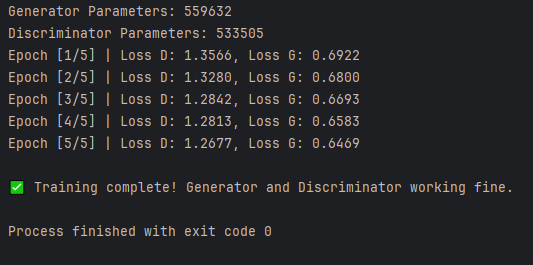 Generator Parameters: 559632
Discriminator Parameters: 533505
Epoch [1/5] | Loss D: 1.3566, Loss G: 0.6922
Epoch [2/5] | Loss D: 1.3280, Loss G: 0.6800
Epoch [3/5] | Loss D: 1.2842, Loss G: 0.6693
Epoch [4/5] | Loss D: 1.2813, Loss G: 0.6583
Epoch [5/5] | Loss D: 1.2677, Loss G: 0.6469
✅ Training complete! Generator and Discriminator working fine.
Process finished with exit code 0